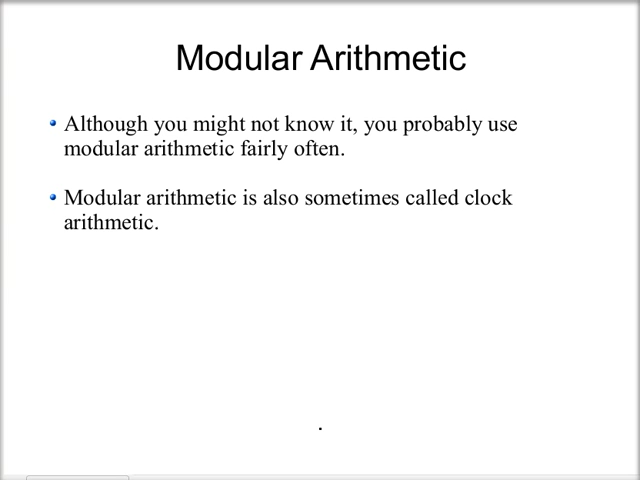 Modular Arithmetic
Although you might not know it, you probably use
modular arithmetic fairly often.
Modular arithmetic is also sometimes called clock
arithmetic.
.